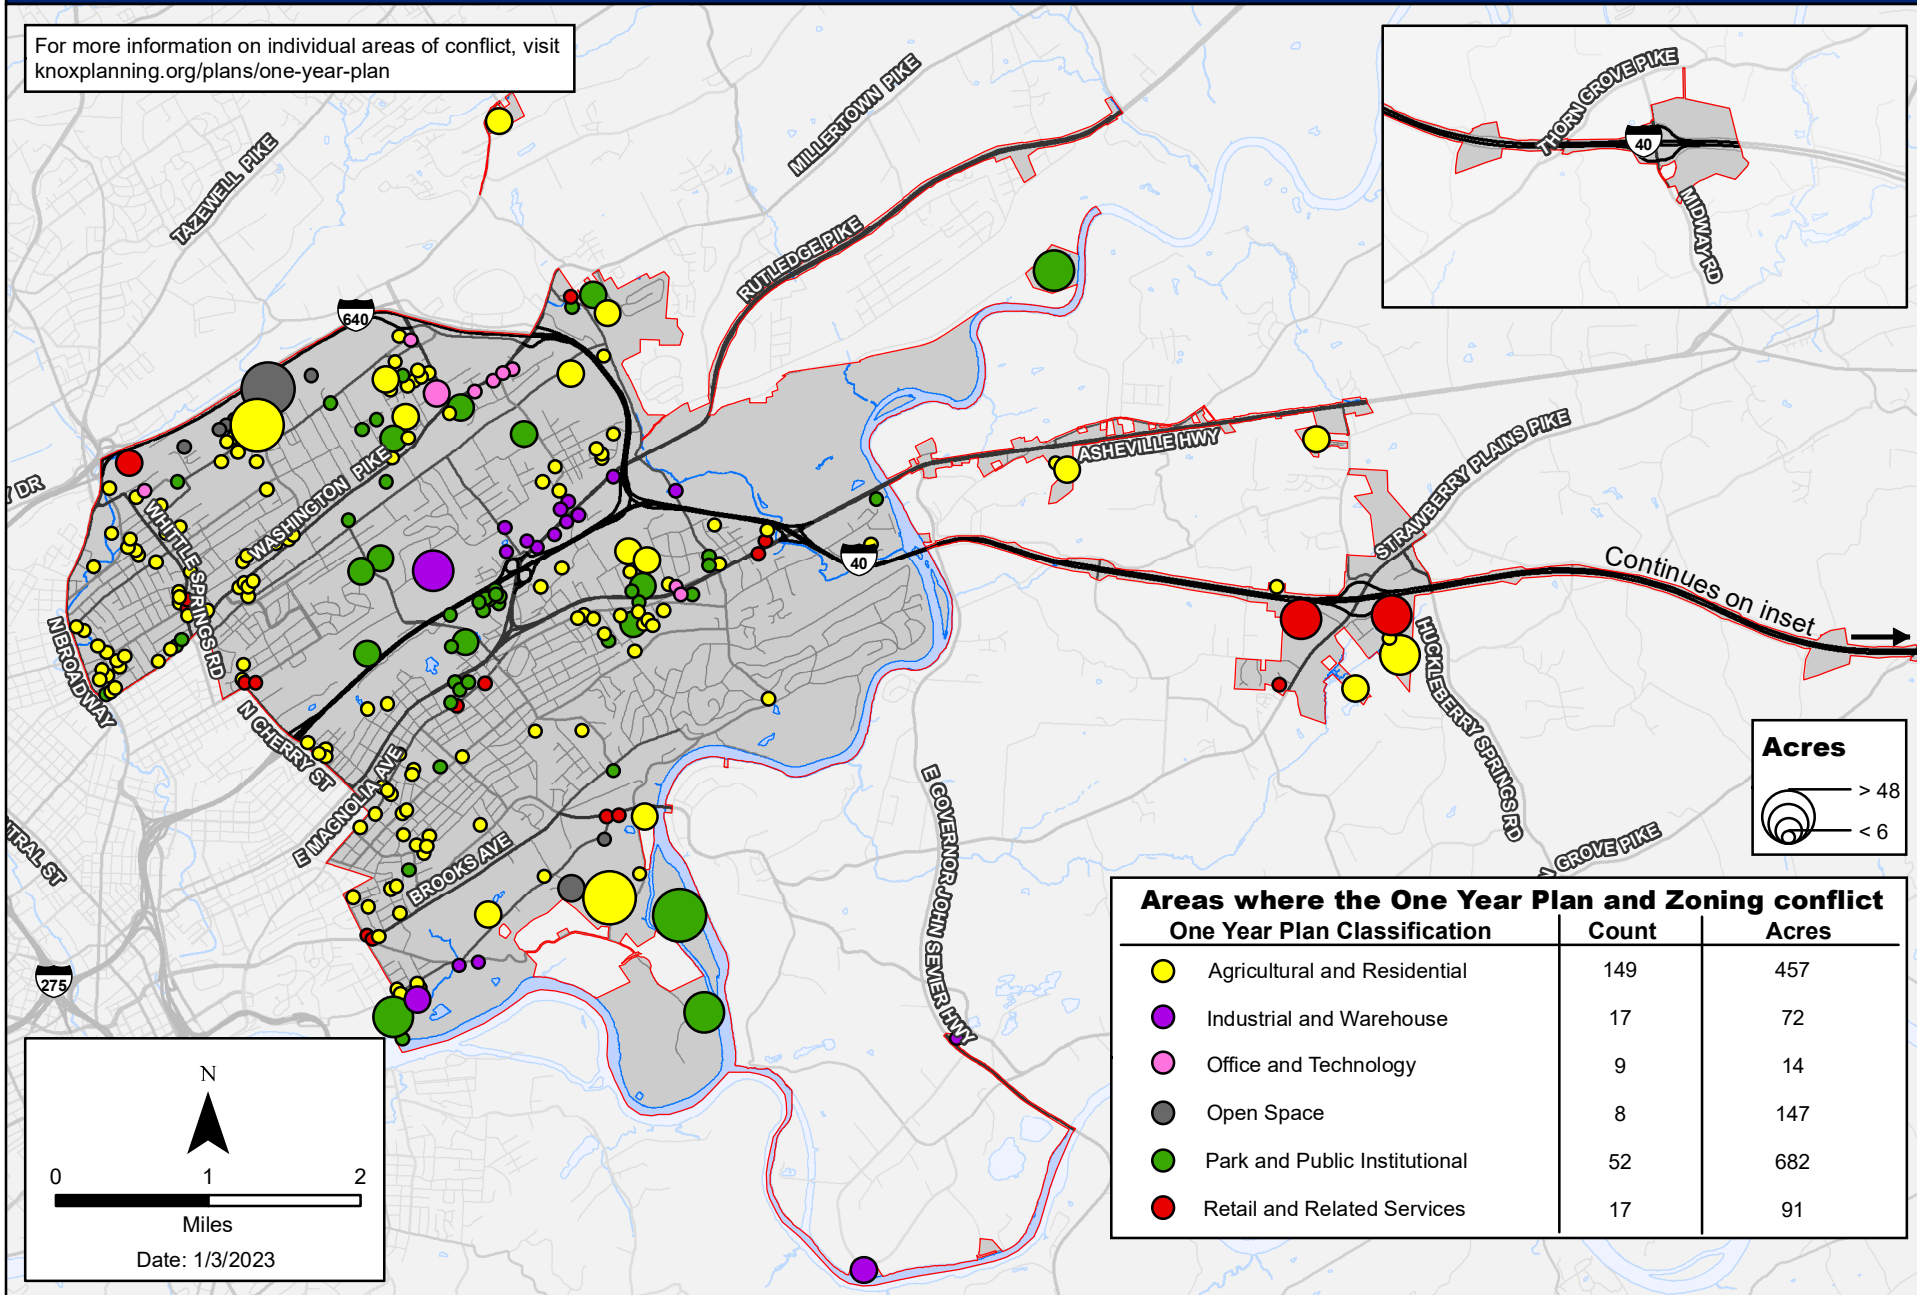 For more information on individual areas of conflict, visit
knoxplanning.org/plans/one-year-plan
TAZEWELL PIKE
MILLERTOWN PIKE
RUTLEDGE PIKE
THORN GROVE PIKE
40
MIDWAY RD
640
ASHEVILLE HWY
STRAWBERRY PLAINS PIKE
Y DR
WHITTLE SPRINGS RD
WASHINGTON PIKE
40
Continues on inset
N BROADWAY
N CHERRY ST
E MAGNOLIA AVE
BROOKS AVE
HUCKLEBERRY SPRINGS RD
E GOVERNOR JOHN SEVIER HWY
NTRAL ST
GROVE PIKE
275
Acres
> 48
< 6
N
0 1 2
Miles
Date: 1/3/2023
Areas where the One Year Plan and Zoning conflict
One Year Plan Classification Count Acres
Agricultural and Residential 149 457
Industrial and Warehouse 17 72
Office and Technology 9 14
Open Space 8 147
Park and Public Institutional 52 682
Retail and Related Services 17 91